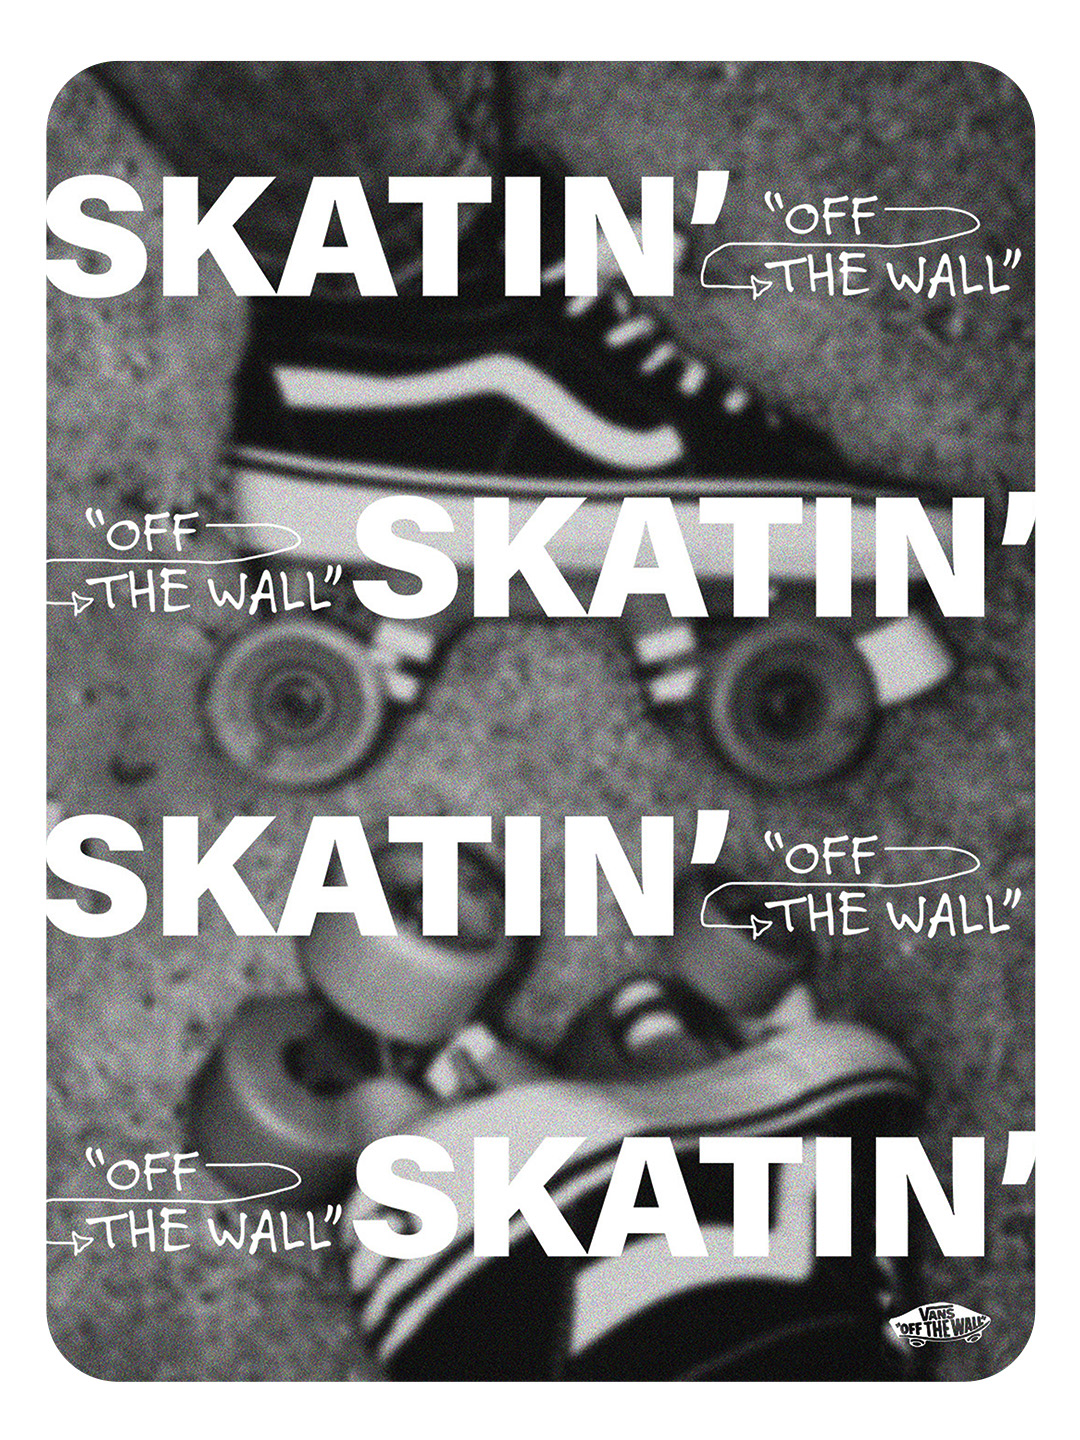 SKATIN’ “OFF
THE WALL”
“OFF
THE WALL” SKATIN’
SKATIN’ “OFF
THE WALL”
“OFF
THE WALL” SKATIN’
VANS
“OFF THE WALL”